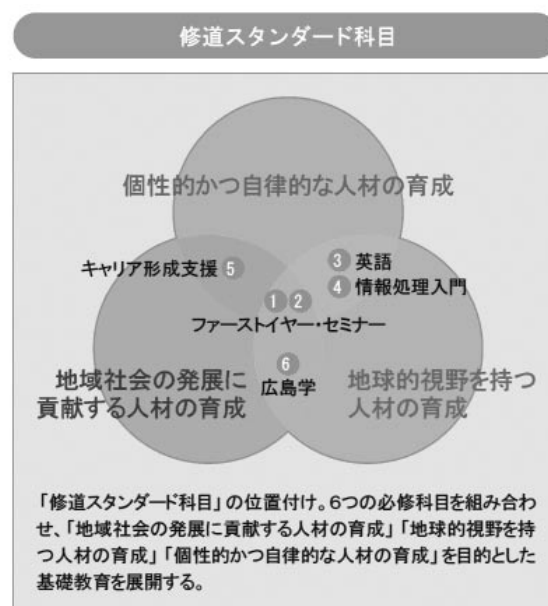 修道スタンダード科目
個性的かつ自律的な人材の育成
キャリア形成支援 5
3 英語
4 情報処理入門
1 2
ファーストイヤー・セミナー
6
広島学
地域社会の発展に
貢献する人材の育成
地球的視野を持つ
人材の育成
「修道スタンダード科目」の位置付け。6つの必修科目を組み合わ
せ、「地域社会の発展に貢献する人材の育成」「地球的視野を持
つ人材の育成」「個性的かつ自律的な人材の育成」を目的とした
基礎教育を展開する。